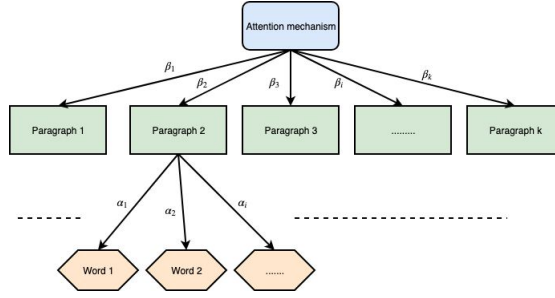 Attention mechanism
β1
β2
β3
βi
βk
Paragraph 1
Paragraph 2
Paragraph 3
.........
Paragraph k
α1
α2
αi
Word 1
Word 2
.......